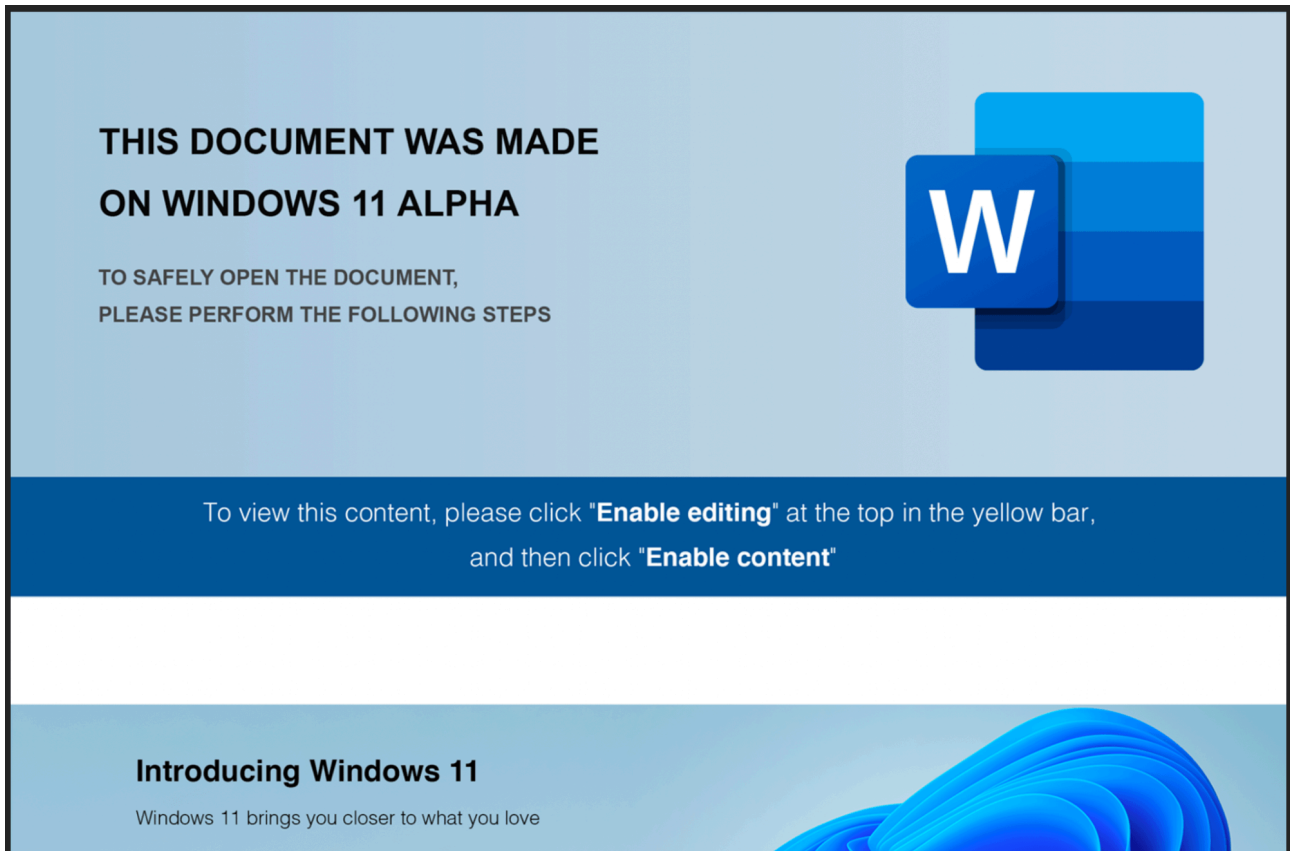 THIS DOCUMENT WAS MADE
ON WINDOWS 11 ALPHA
TO SAFELY OPEN THE DOCUMENT,
PLEASE PERFORM THE FOLLOWING STEPS
W
To view this content, please click "Enable editing" at the top in the yellow bar,
and then click "Enable content"
Introducing Windows 11
Windows 11 brings you closer to what you love